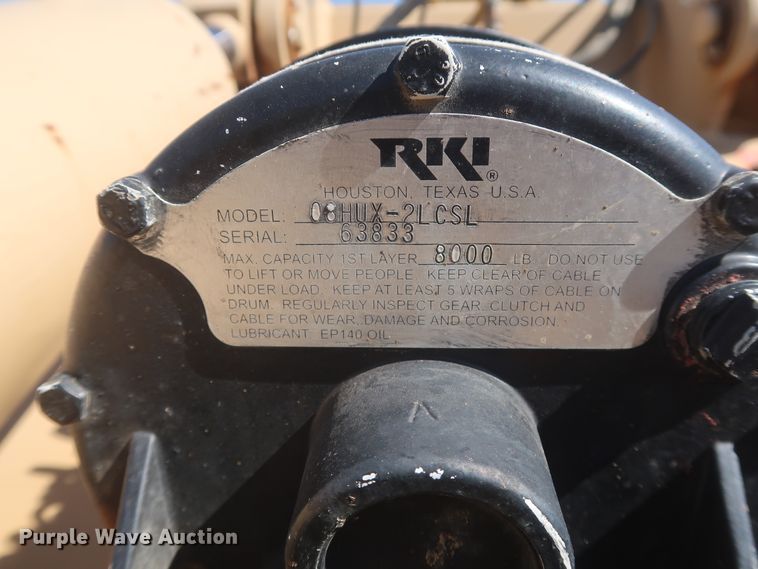 RKI ®
HOUSTON, TEXAS U.S.A.
MODEL: 08HUX-2LCSL
SERIAL: 63833
MAX. CAPACITY 1ST LAYER 8000 LB. DO NOT USE
TO LIFT OR MOVE PEOPLE. KEEP CLEAR OF CABLE
UNDER LOAD. KEEP AT LEAST 5 WRAPS OF CABLE ON
DRUM. REGULARLY INSPECT GEAR, CLUTCH AND
CABLE FOR WEAR, DAMAGE AND CORROSION.
LUBRICANT EP140 OIL
Purple Wave Auction